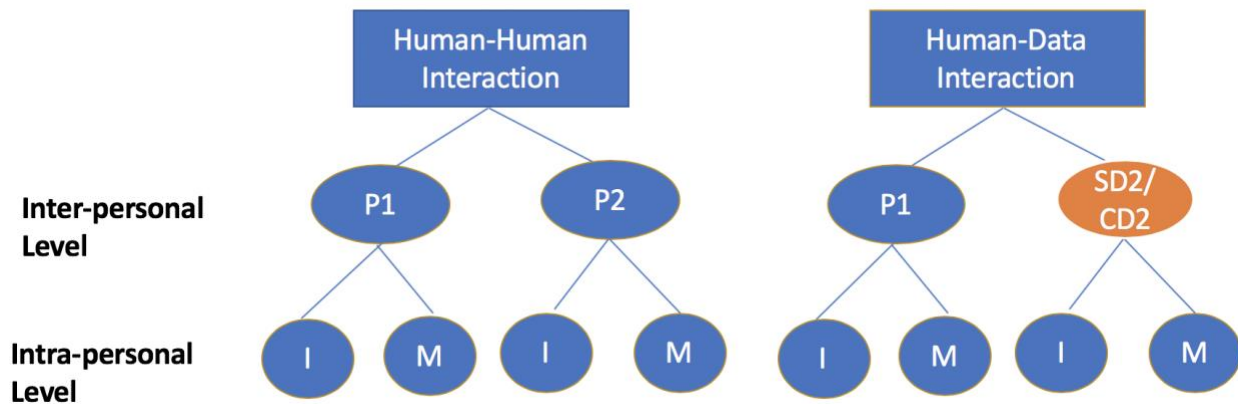 Human-Human
Interaction
Human-Data
Interaction
Inter-personal
Level
P1
P2
P1
SD2/
CD2
Intra-personal
Level
I
M
I
M
I
M
I
M